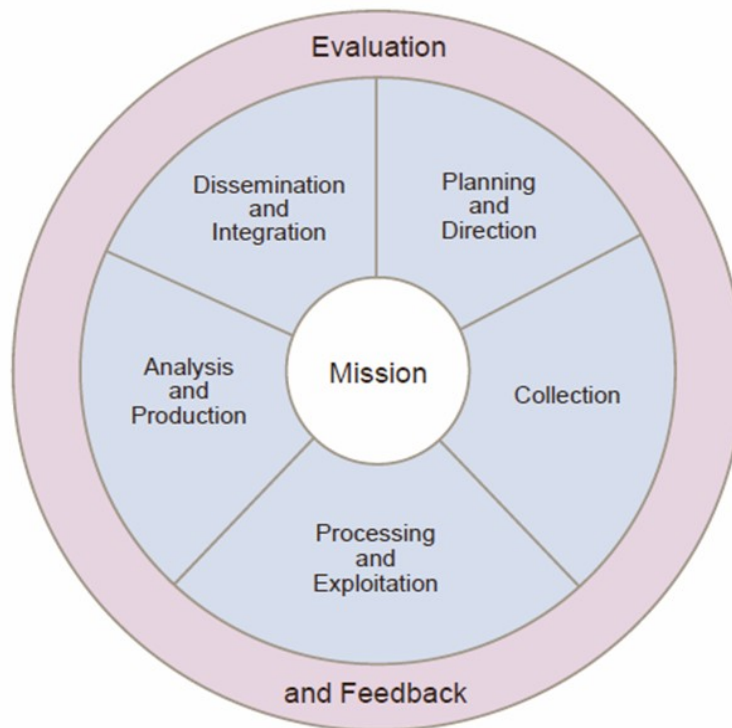 Evaluation
Dissemination
and
Integration
Planning
and
Direction
Analysis
and
Production
Mission
Collection
Processing
and
Exploitation
and Feedback